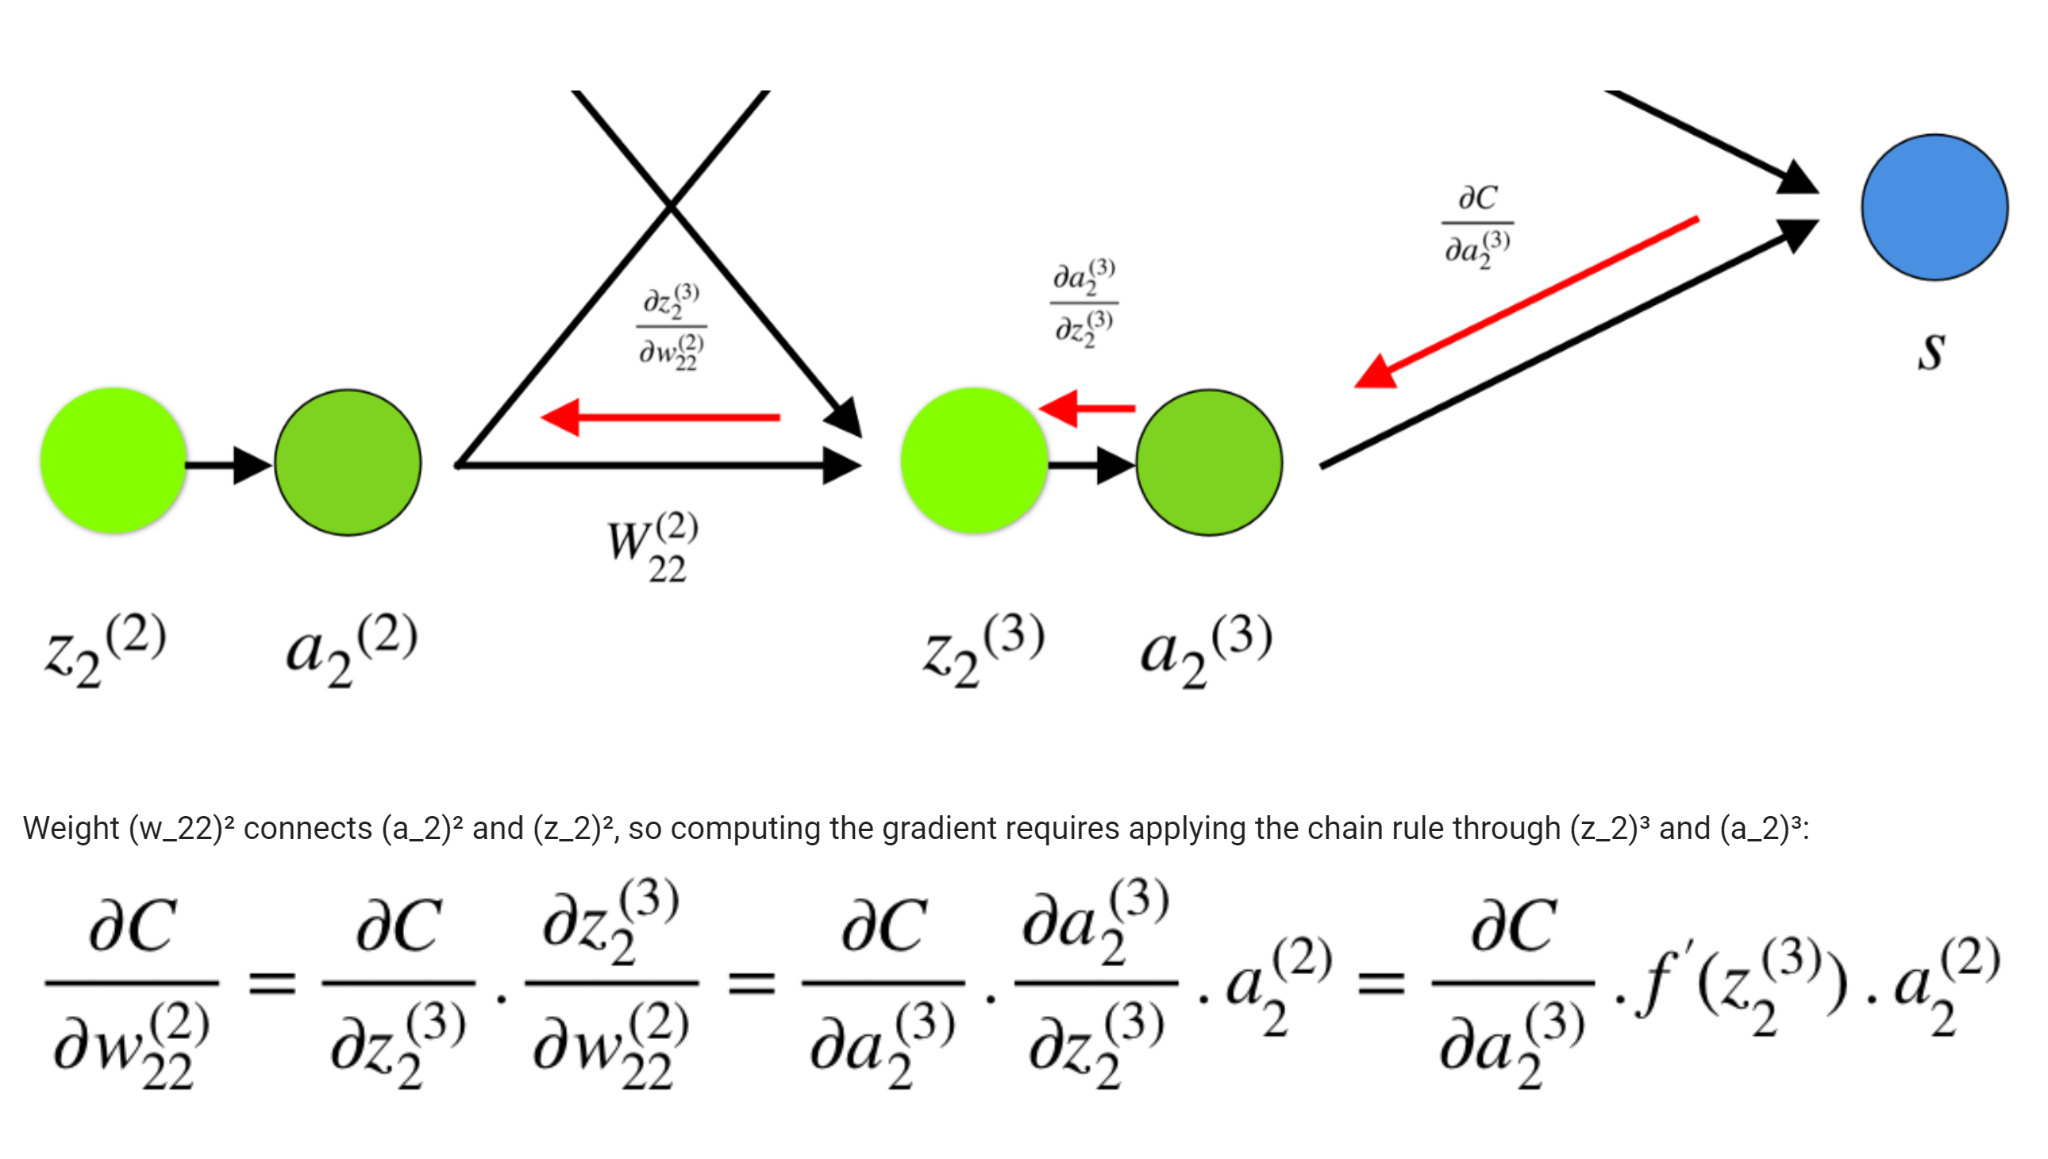 ∂C/∂a₂⁽³⁾
∂a₂⁽³⁾/∂z₂⁽³⁾
∂z₂⁽³⁾/∂w₂₂⁽²⁾
s
W₂₂⁽²⁾
z₂⁽²⁾ a₂⁽²⁾ z₂⁽³⁾ a₂⁽³⁾
Weight (w_22)² connects (a_2)² and (z_2)², so computing the gradient requires applying the chain rule through (z_2)³ and (a_2)³:
∂C/∂w₂₂⁽²⁾ = ∂C/∂z₂⁽³⁾ . ∂z₂⁽³⁾/∂w₂₂⁽²⁾ = ∂C/∂a₂⁽³⁾ . ∂a₂⁽³⁾/∂z₂⁽³⁾ . a₂⁽²⁾ = ∂C/∂a₂⁽³⁾ . f′(z₂⁽³⁾) . a₂⁽²⁾